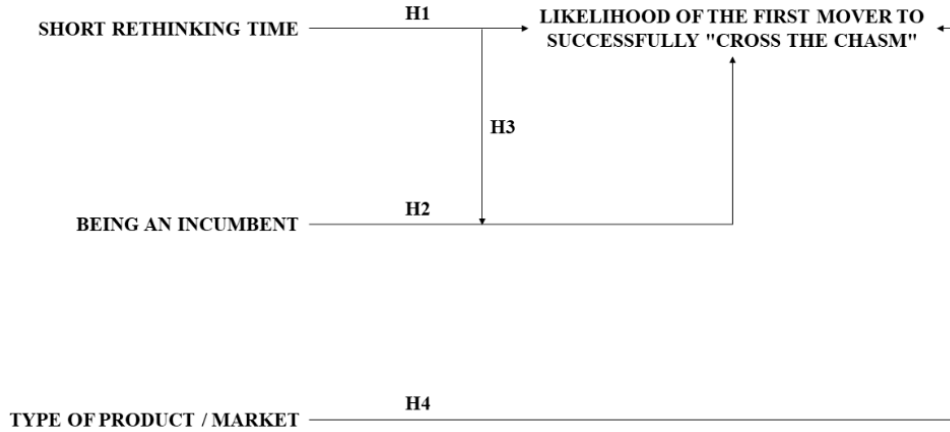 H1
SHORT RETHINKING TIME
LIKELIHOOD OF THE FIRST MOVER TO
SUCCESSFULLY "CROSS THE CHASM"
H3
H2
BEING AN INCUMBENT
H4
TYPE OF PRODUCT / MARKET